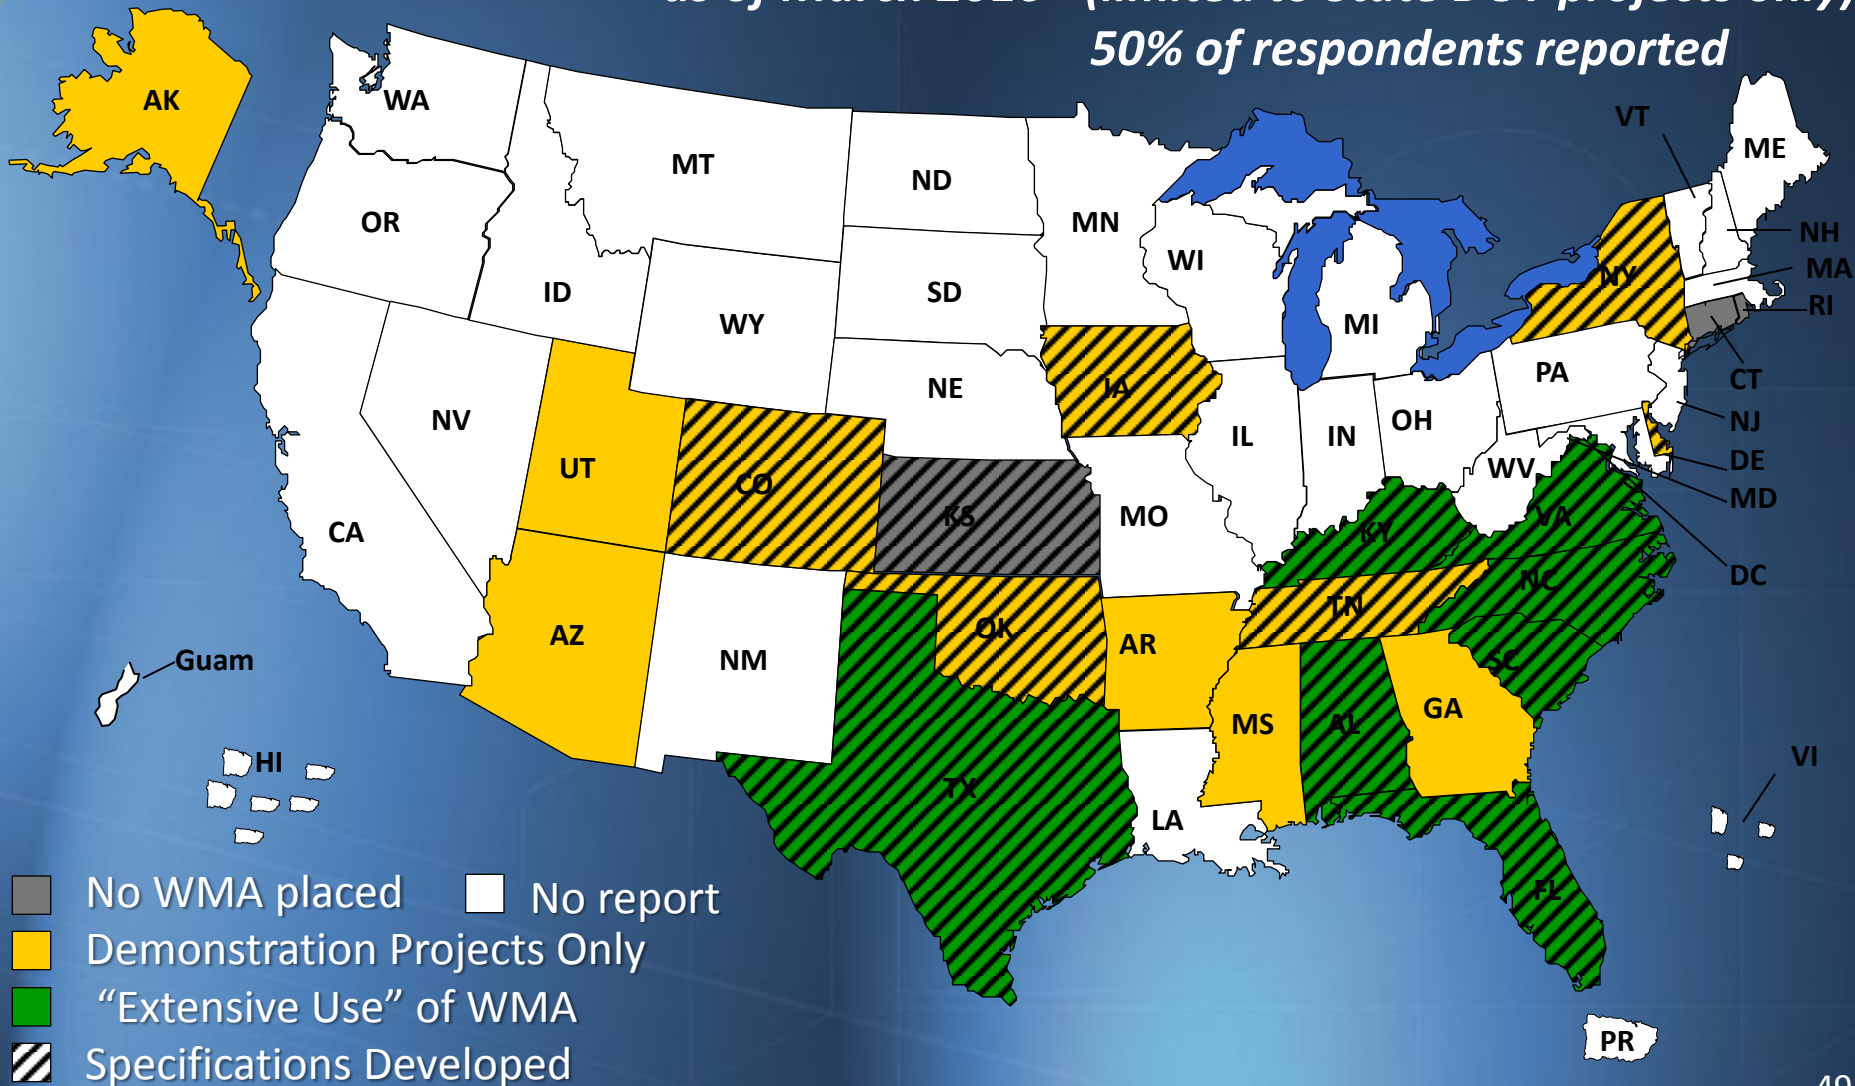 50% of respondents reported
AK
WA
MT
ND
MN
VT
ME
OR
ID
SD
WI
NY
NH
MA
RI
WY
MI
NV
UT
CO
NE
IA
IL
IN
OH
PA
CT
NJ
DE
MD
DC
CA
KS
MO
WV
KY
VA
AZ
NM
OK
AR
TN
NC
SC
Guam
HI
TX
LA
MS
AL
GA
FL
VI
PR
No WMA placed No report
Demonstration Projects Only
“Extensive Use” of WMA
Specifications Developed